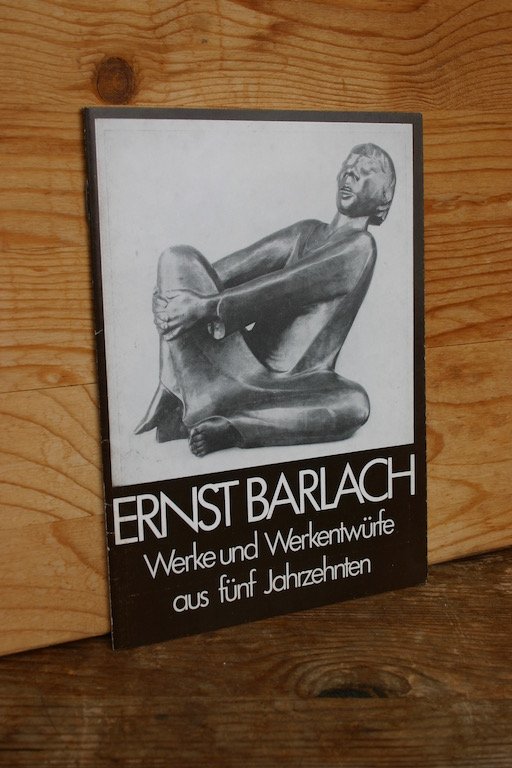 ERNST BARLACH
Werke und Werkentwürfe
aus fünf Jahrzehnten